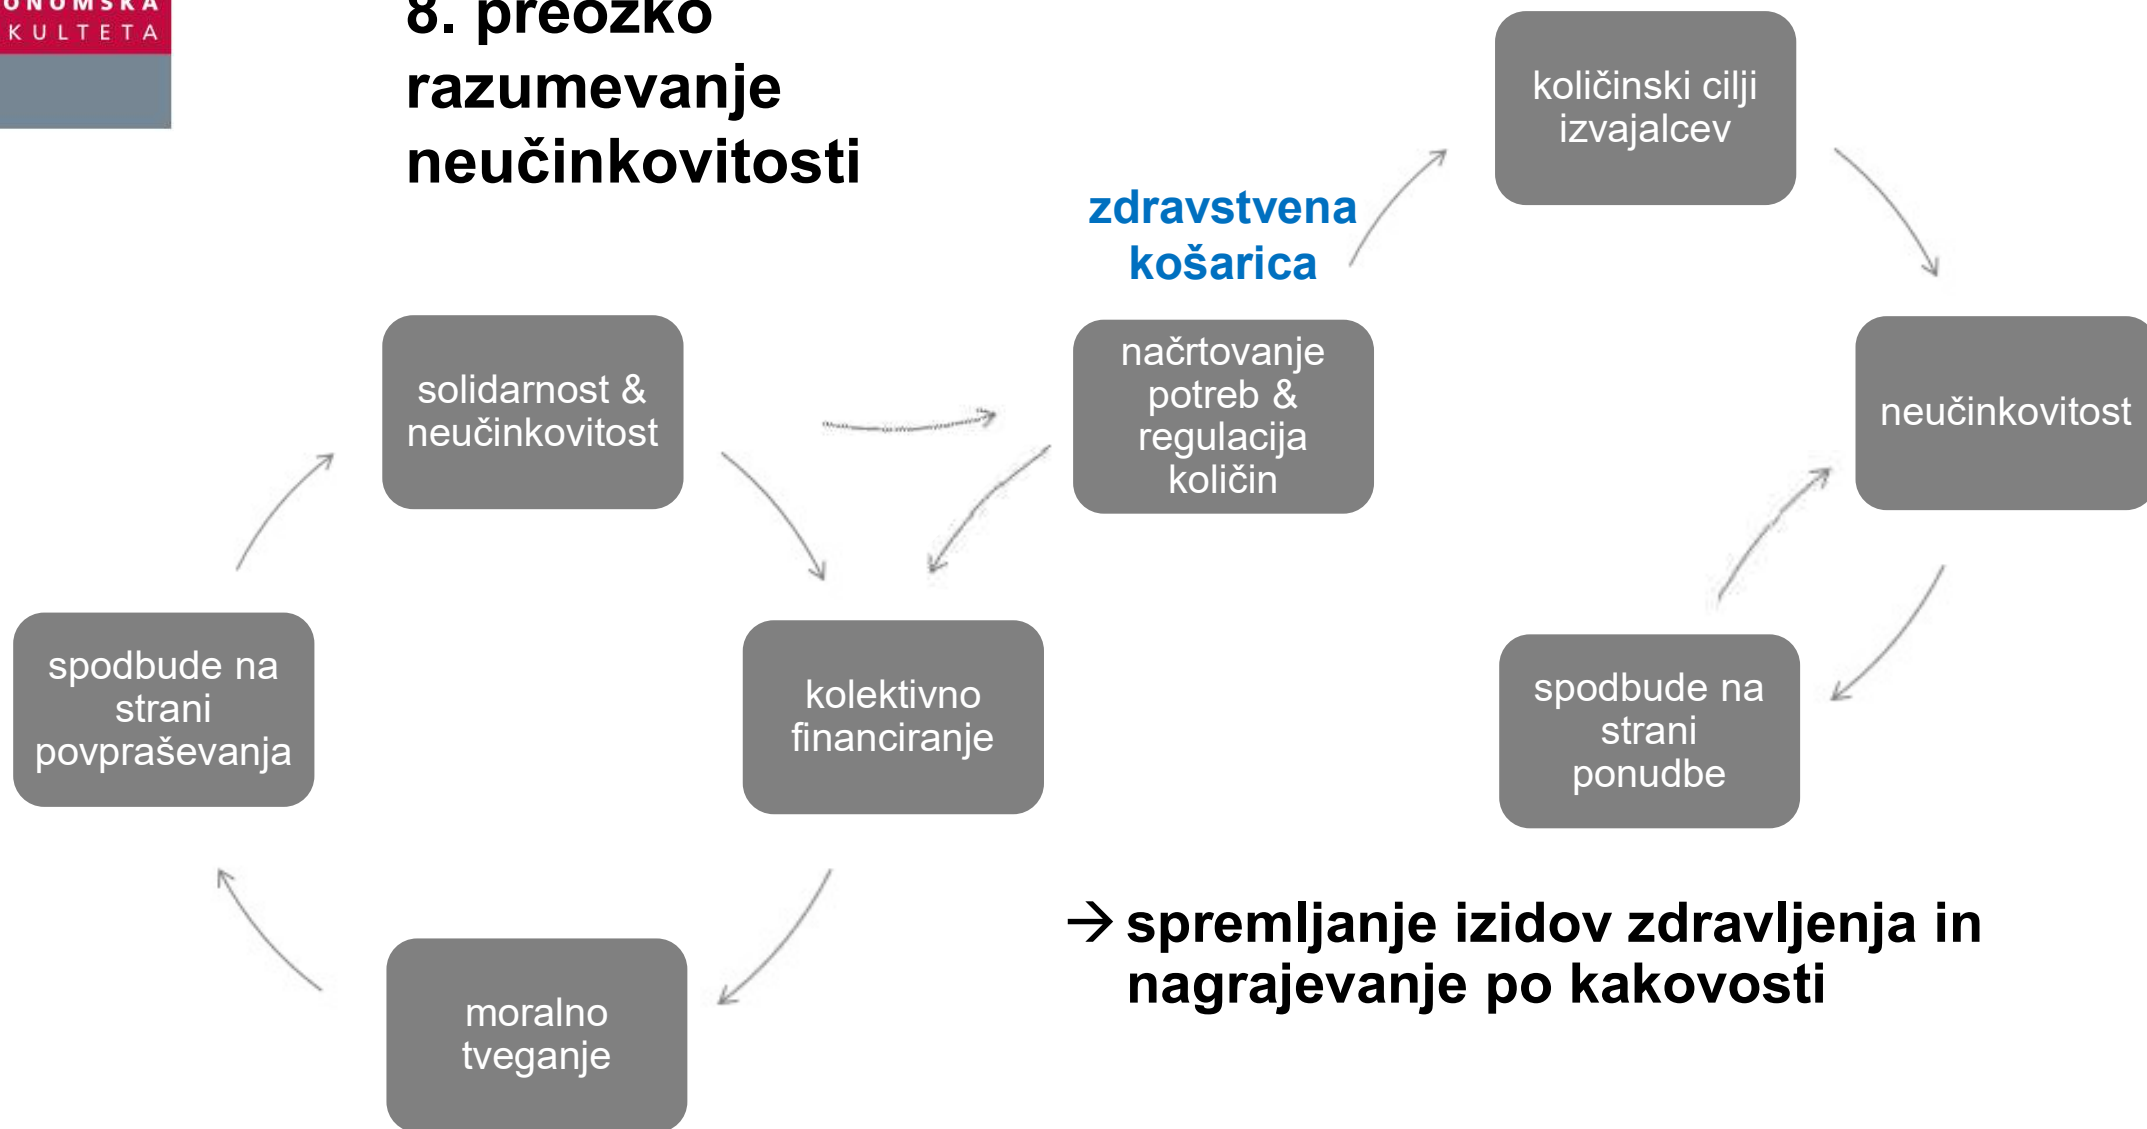 ONOMSKA
KULTETA
8. preozko
razumevanje
neučinkovitosti
količinski cilji
izvajalcev
zdravstvena
košarica
načrtovanje
potreb &
regulacija
količin
solidarnost &
neučinkovitost
neučinkovitost
spodbude na
strani
povpraševanja
kolektivno
financiranje
spodbude na
strani
ponudbe
moralno
tveganje
→ spremljanje izidov zdravljenja in
nagrajevanje po kakovosti